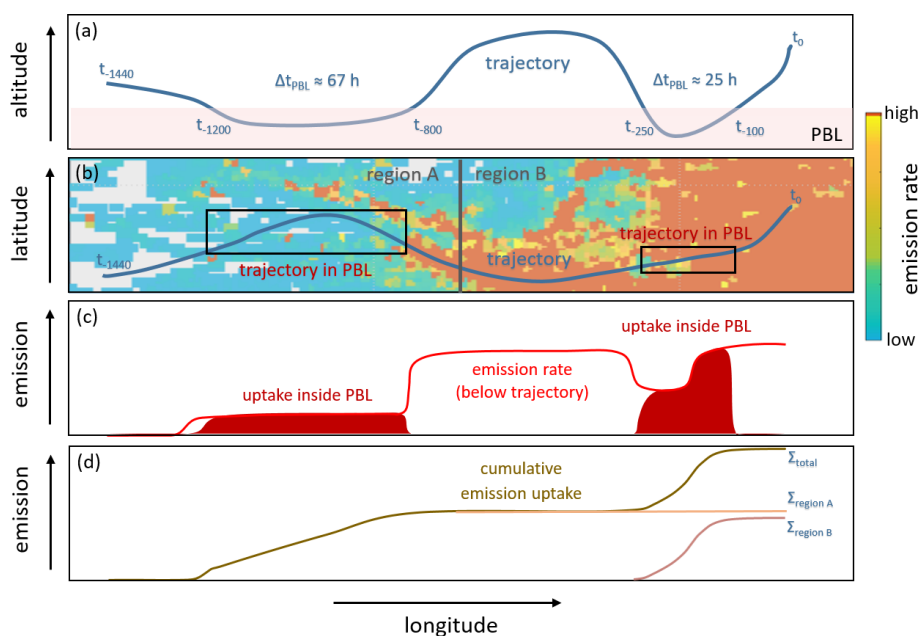 (a)
altitude
t-1440
ΔtPBL ≈ 67 h
trajectory
ΔtPBL ≈ 25 h
t0
t-1200
t-800
t-250
t-100
PBL
(b)
latitude
region A
region B
t0
trajectory in PBL
t-1440
trajectory in PBL
trajectory
high
emission rate
low
(c)
emission
uptake inside PBL
uptake inside PBL
emission rate
(below trajectory)
(d)
emission
cumulative
emission uptake
Σtotal
Σregion A
Σregion B
longitude